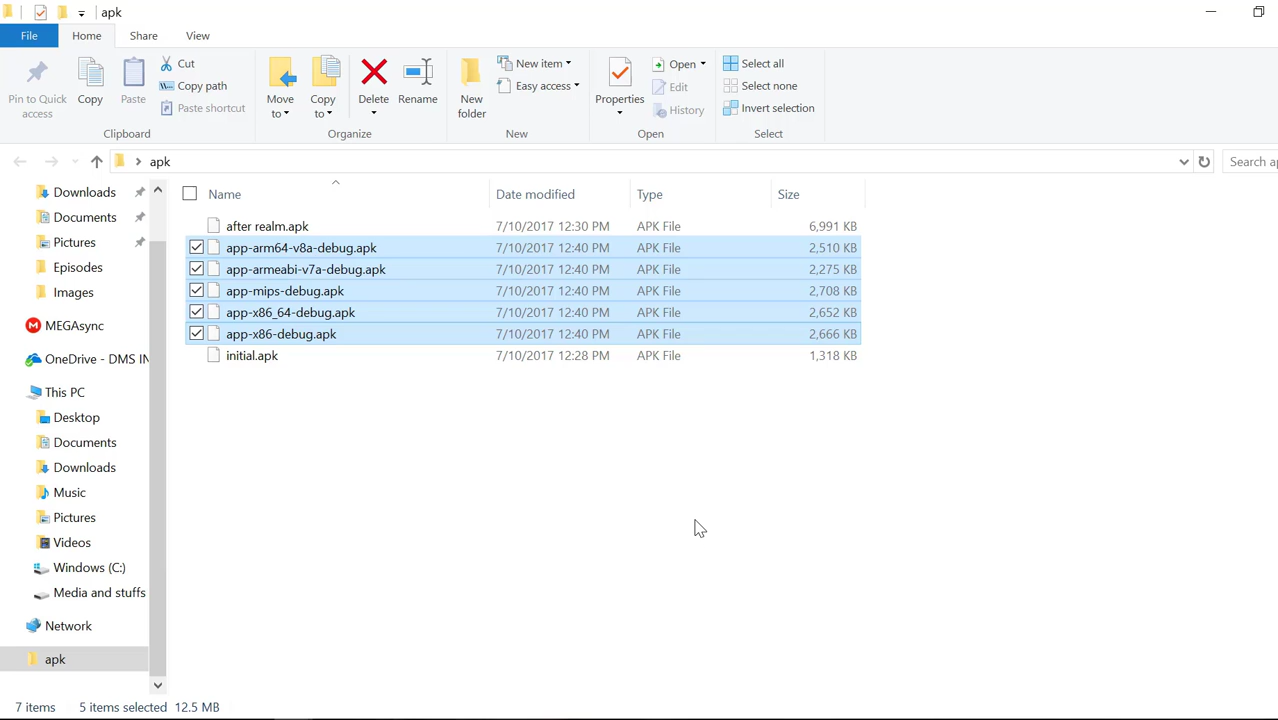 apk
File Home Share View
Pin to Quick access
Copy
Paste
Cut
Copy path
Paste shortcut
Clipboard
Move to
Copy to
Delete
Rename
Organize
New folder
New item
Easy access
New
Properties
Open
Edit
History
Open
Select all
Select none
Invert selection
Select
apk
Search ap
Downloads
Documents
Pictures
Episodes
Images
MEGAsync
OneDrive - DMS IN
This PC
Desktop
Documents
Downloads
Music
Pictures
Videos
Windows (C:)
Media and stuffs
Network
apk
Name Date modified Type Size
after realm.apk 7/10/2017 12:30 PM APK File 6,991 KB
app-arm64-v8a-debug.apk 7/10/2017 12:40 PM APK File 2,510 KB
app-armeabi-v7a-debug.apk 7/10/2017 12:40 PM APK File 2,275 KB
app-mips-debug.apk 7/10/2017 12:40 PM APK File 2,708 KB
app-x86_64-debug.apk 7/10/2017 12:40 PM APK File 2,652 KB
app-x86-debug.apk 7/10/2017 12:40 PM APK File 2,666 KB
initial.apk 7/10/2017 12:28 PM APK File 1,318 KB
7 items 5 items selected 12.5 MB